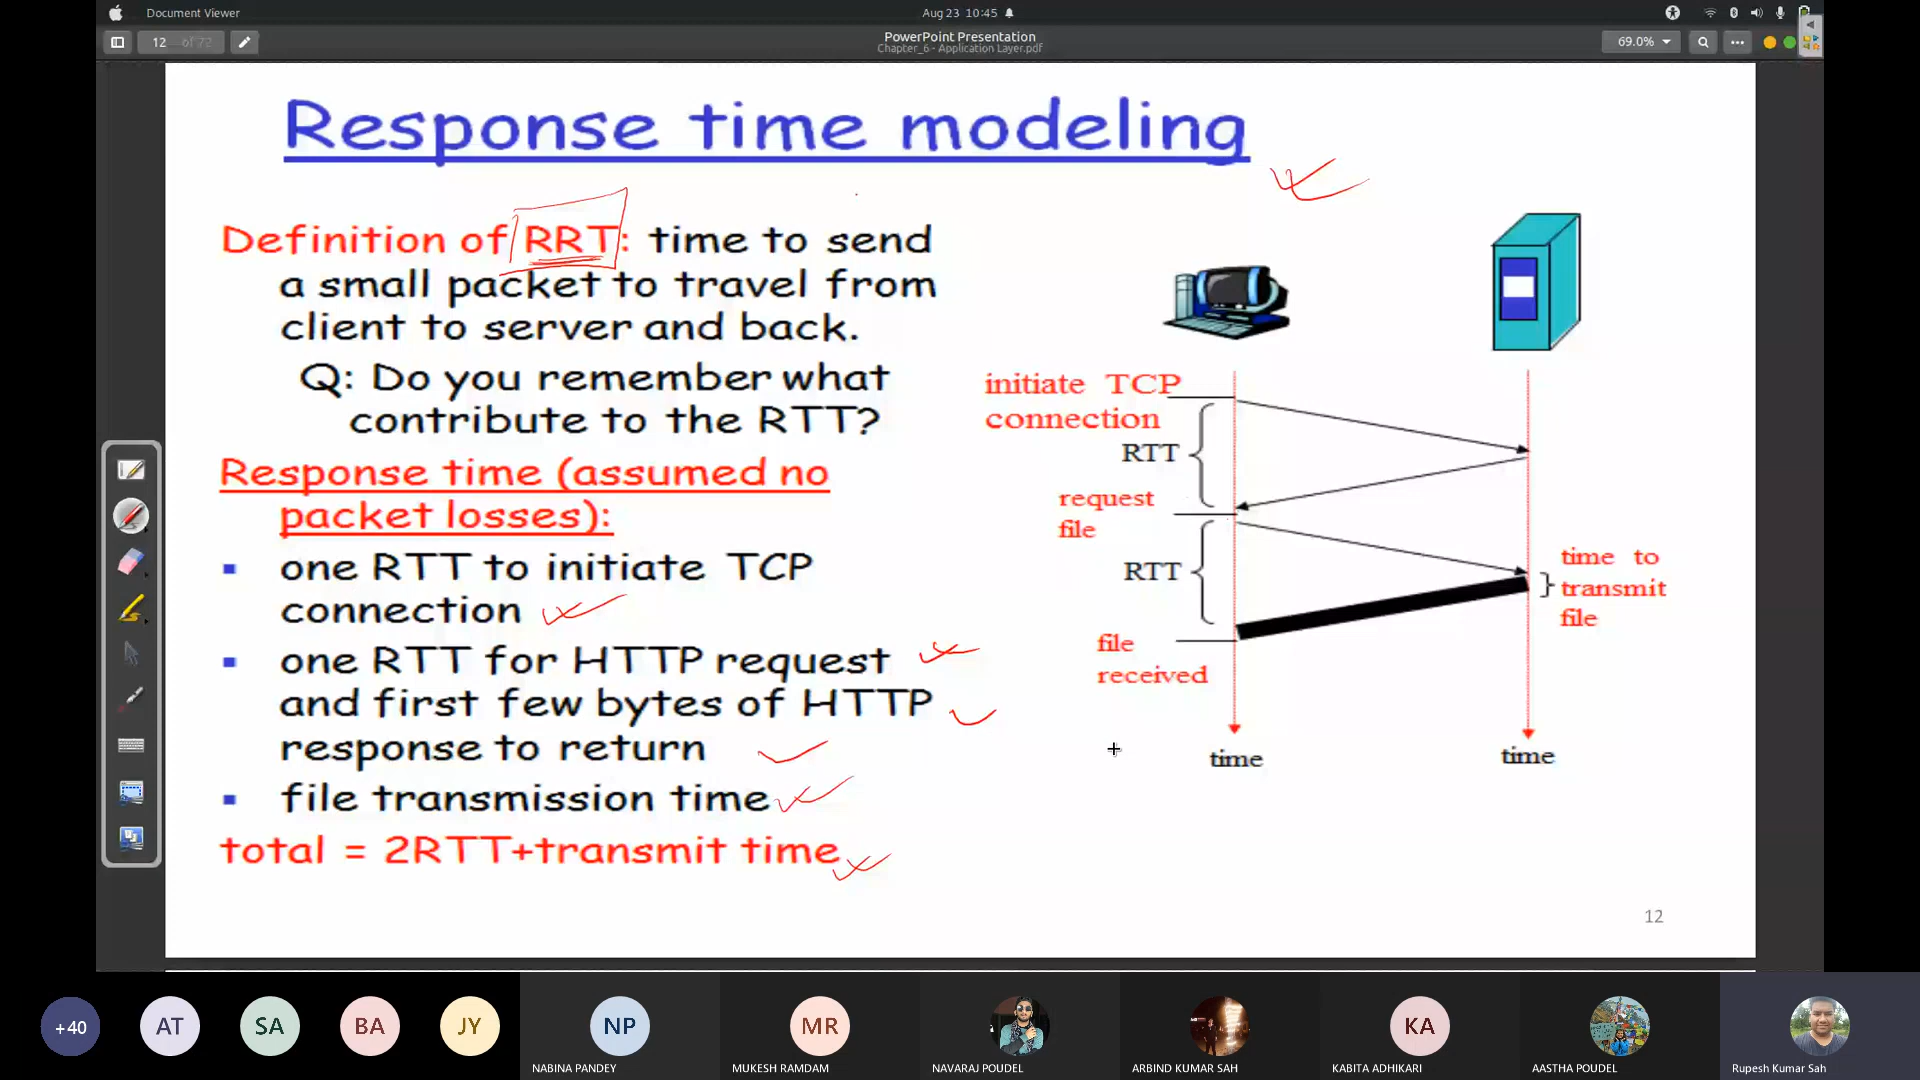 Document Viewer
Aug 23 10:45
12 of 72
PowerPoint Presentation
Chapter_6 - Application Layer.pdf
69.0%
Response time modeling
Definition of RRT: time to send
a small packet to travel from
client to server and back.
Q: Do you remember what
contribute to the RTT?
Response time (assumed no
packet losses):
one RTT to initiate TCP
connection
one RTT for HTTP request
and first few bytes of HTTP
response to return
file transmission time
total = 2RTT+transmit time
initiate TCP
connection
RTT
request
file
RTT
file
received
time to
transmit
file
time
time
12
+40
AT
SA
BA
JY
NP
MR
KA
NABINA PANDEY
MUKESH RAMDAM
NAVARAJ POUDEL
ARBIND KUMAR SAH
KABITA ADHIKARI
AASTHA POUDEL
Rupesh Kumar Sah